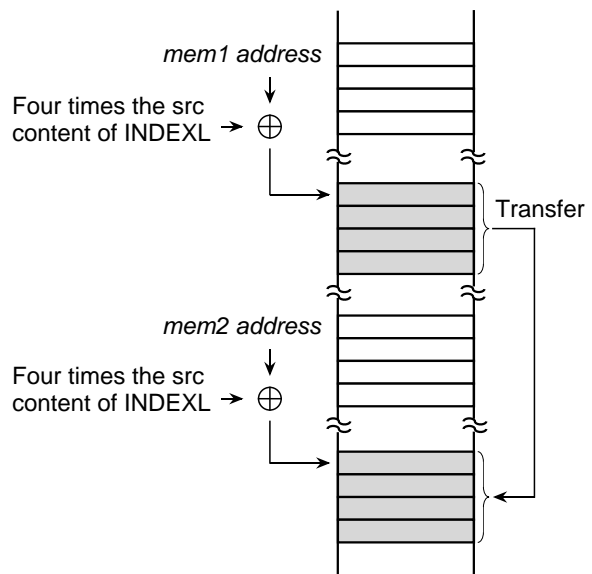 mem1 address
Four times the src
content of INDEXL
Transfer
mem2 address
Four times the src
content of INDEXL